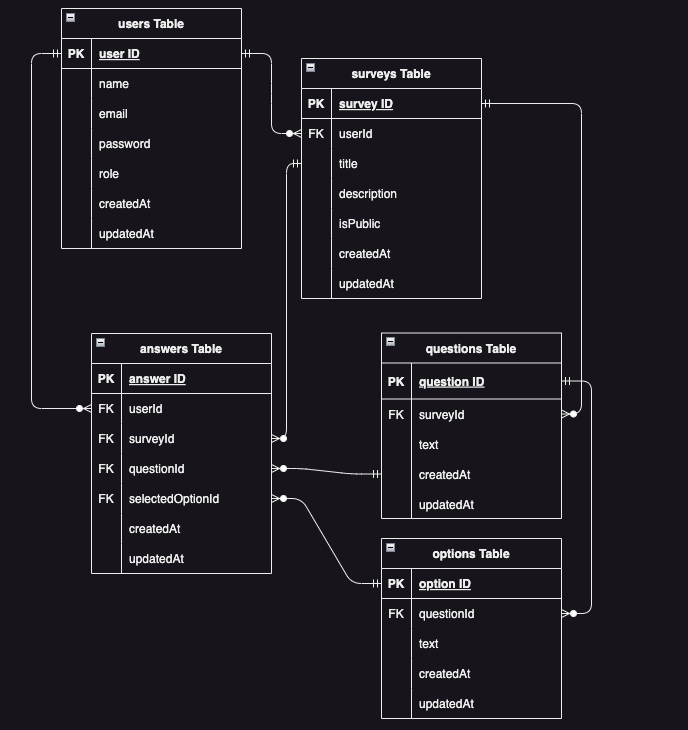 users Table
PK user ID
name
email
password
role
createdAt
updatedAt
surveys Table
PK survey ID
FK userId
title
description
isPublic
createdAt
updatedAt
answers Table
PK answer ID
FK userId
FK surveyId
FK questionId
FK selectedOptionId
createdAt
updatedAt
questions Table
PK question ID
FK surveyId
text
createdAt
updatedAt
options Table
PK option ID
FK questionId
text
createdAt
updatedAt